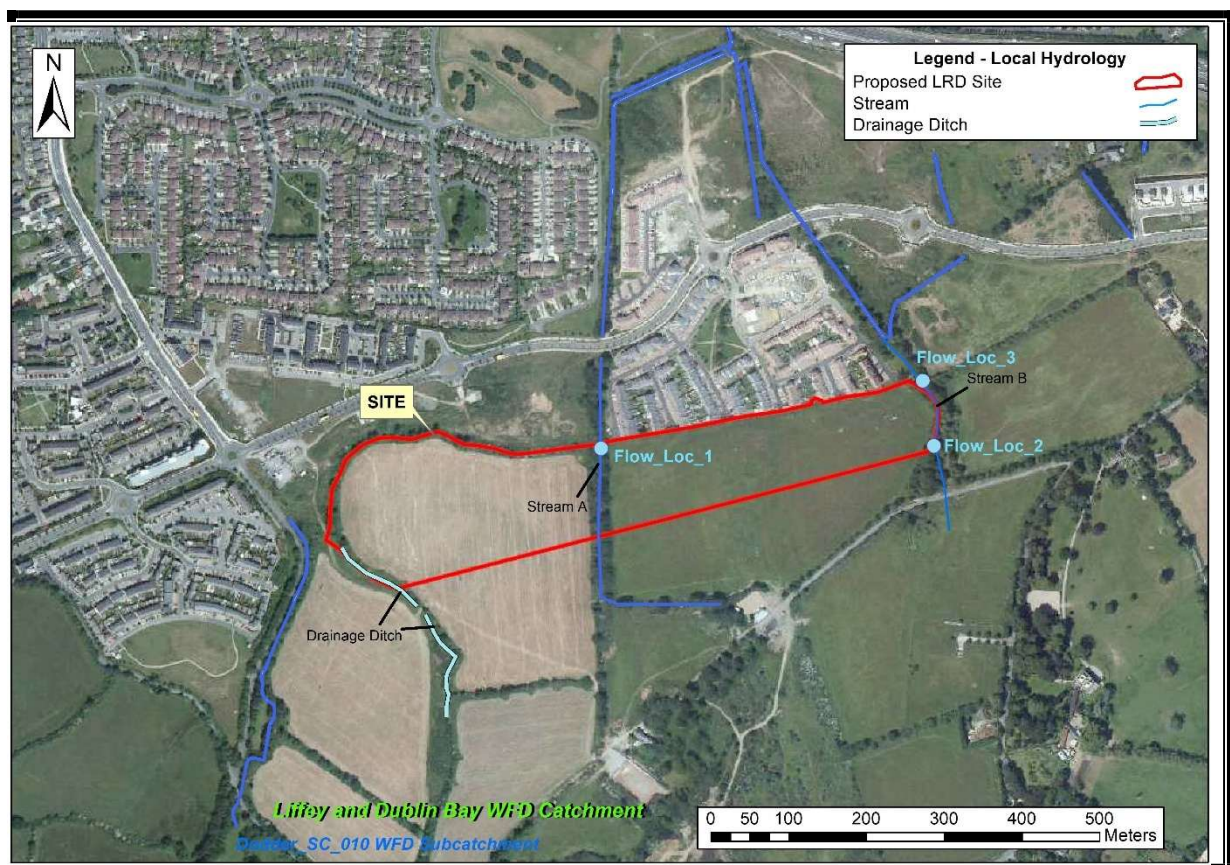 N
Legend - Local Hydrology
Proposed LRD Site
Stream
Drainage Ditch
Flow_Loc_3
Stream B
SITE
Flow_Loc_1
Flow_Loc_2
Stream A
Drainage Ditch
Liffey and Dublin Bay WFD Catchment
Dodder_SC_010 WFD Subcatchment
0 50 100 200 300 400 500
Meters